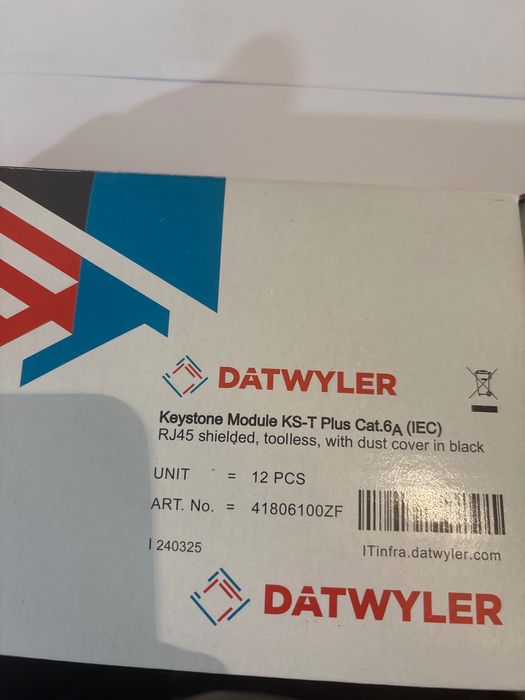 DATWYLER
Keystone Module KS-T Plus Cat.6A (IEC)
RJ45 shielded, toolless, with dust cover in black
UNIT = 12 PCS
ART. No. = 41806100ZF
I 240325
ITinfra.datwyler.com
DATWYLER